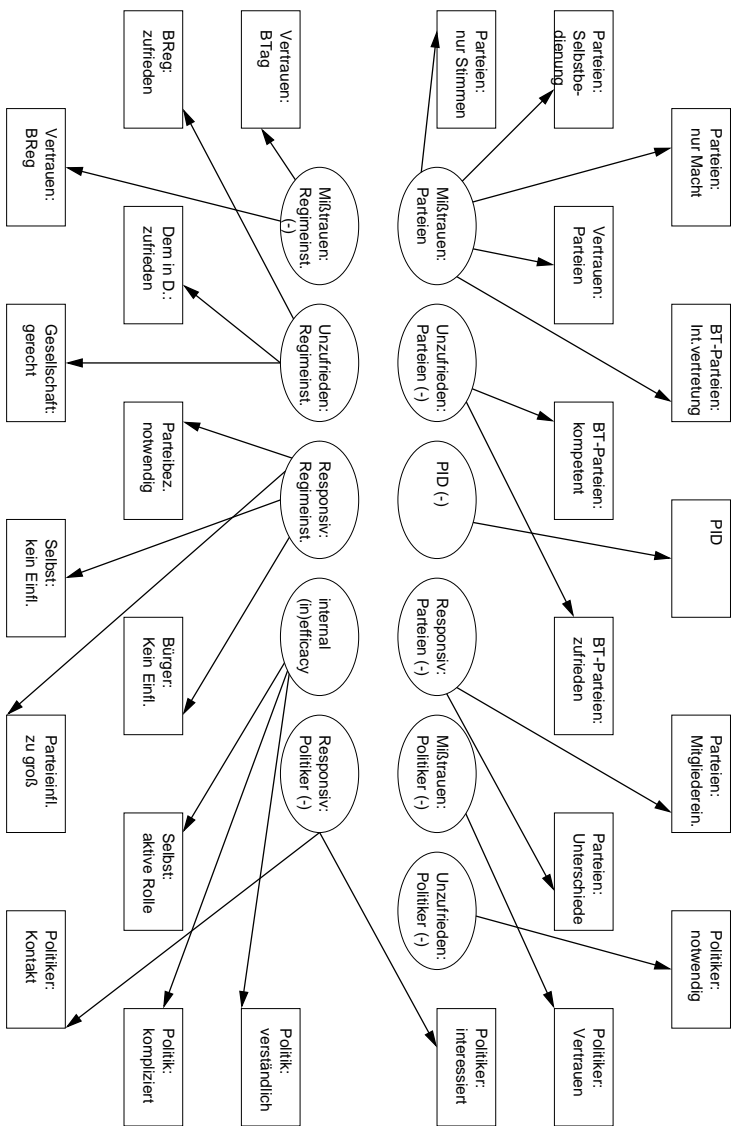 Parteien:
nur Macht
BT-Parteien:
Int.vertretung
PID
Parteien:
Mitgliederein.
Politiker:
notwendig
Parteien:
Selbstbe-
dienung
Vertrauen:
Parteien
BT-Parteien:
kompetent
BT-Parteien:
zufrieden
Parteien:
Unterschiede
Politiker:
Vertrauen
Parteien:
nur Stimmen
Politiker:
interessiert
Mißtrauen:
Parteien
Unzufrieden:
Parteien (-)
PID (-)
Responsiv:
Parteien (-)
Mißtrauen:
Politiker (-)
Unzufrieden:
Politiker (-)
Mißtrauen:
Regimeinst.
(-)
Unzufrieden:
Regimeinst.
Responsiv:
Regimeinst.
internal
(in)efficacy
Responsiv:
Politiker (-)
Vertrauen:
BTag
Politik:
verständlich
BReg:
zufrieden
Dem in D.:
zufrieden
Parteibez.
notwendig
Bürger:
Kein Einfl.
Selbst:
aktive Rolle
Politik:
kompliziert
Vertrauen:
BReg
Gesellschaft:
gerecht
Selbst:
kein Einfl.
Parteieinfl.
zu groß
Politiker:
Kontakt